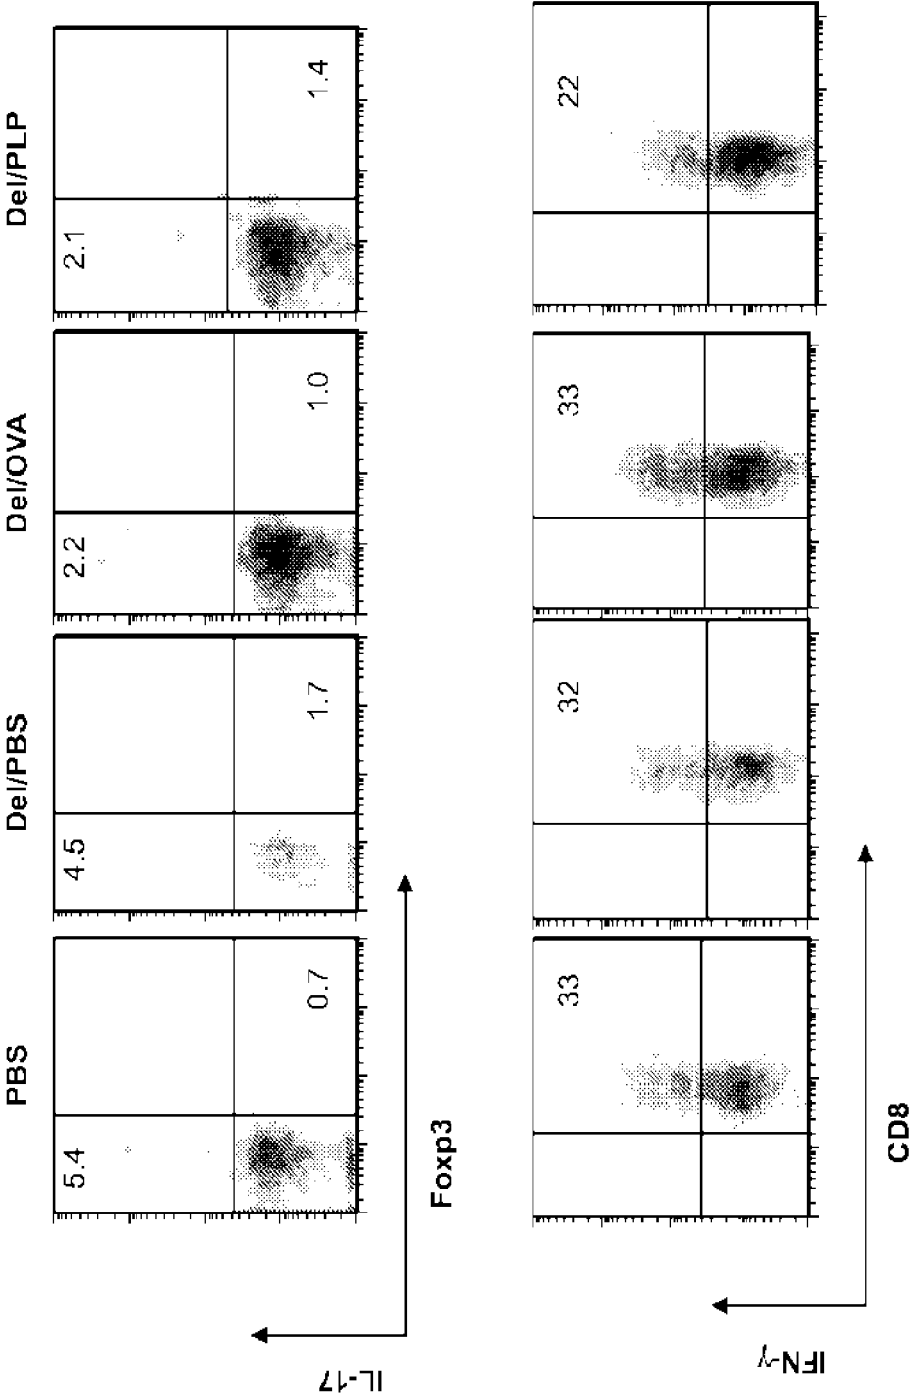 PBS Del/PBS Del/OVA Del/PLP
5.4 4.5 2.2 2.1
0.7 1.7 1.0 1.4
IL-17
Foxp3
33 32 33 22
IFN-γ
CD8